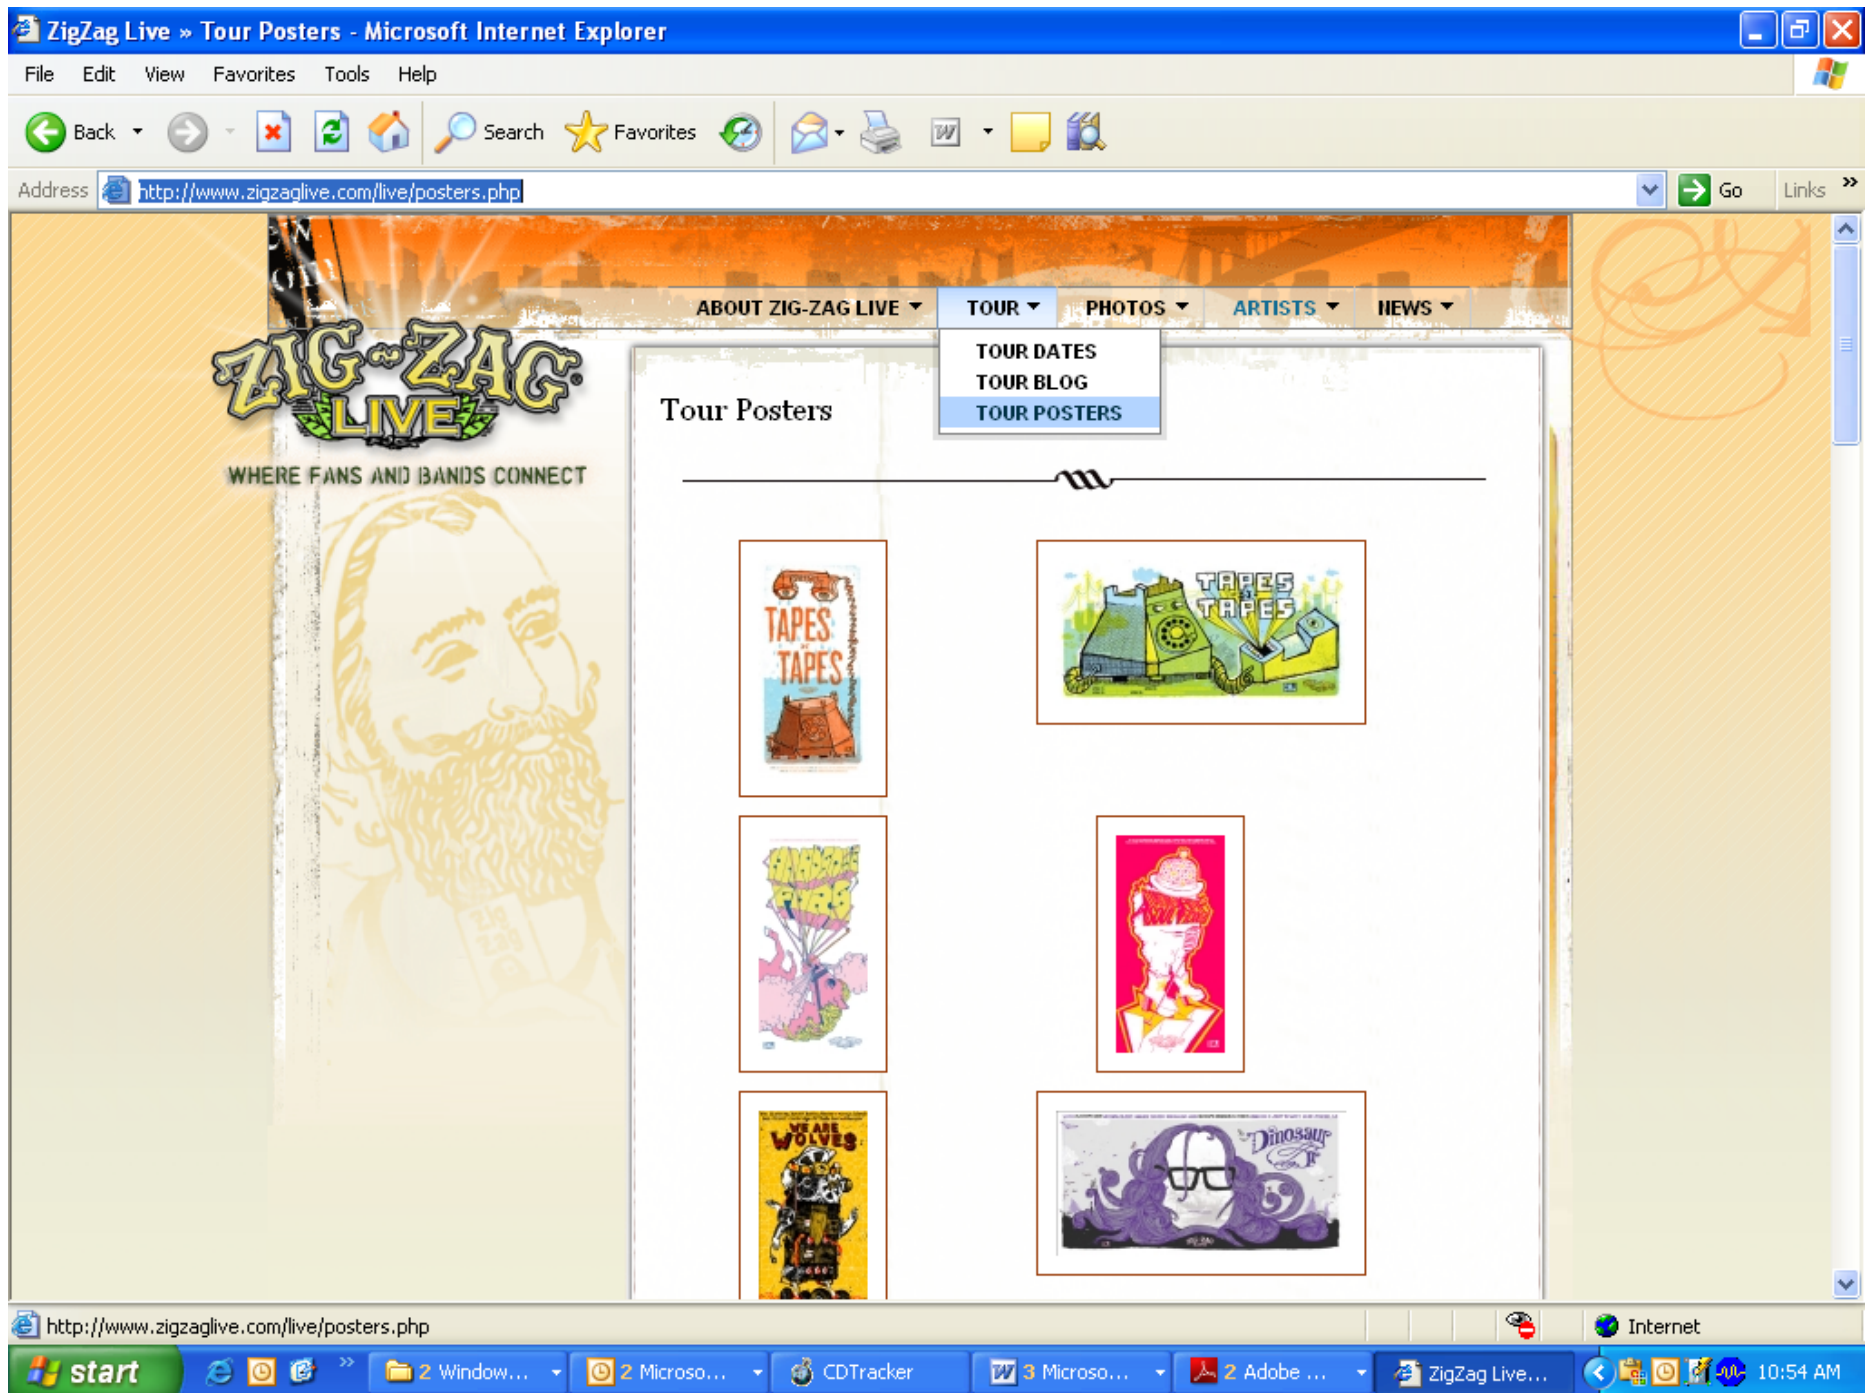 ZigZag Live » Tour Posters - Microsoft Internet Explorer
File Edit View Favorites Tools Help
Back Search Favorites
Address http://www.zigzaglive.com/live/posters.php Go Links »
ABOUT ZIG-ZAG LIVE TOUR PHOTOS ARTISTS NEWS
TOUR DATES
TOUR BLOG
TOUR POSTERS
ZIG-ZAG
LIVE
WHERE FANS AND BANDS CONNECT
Tour Posters
TAPES
TAPES
TAPES
TAPES
FURS
WE ARE
WOLVES
Dinosaur
Jr
Zig
Zag
http://www.zigzaglive.com/live/posters.php Internet
start » 2 Window... 2 Microso... CDTracker 3 Microso... 2 Adobe ... ZigZag Live... 10:54 AM